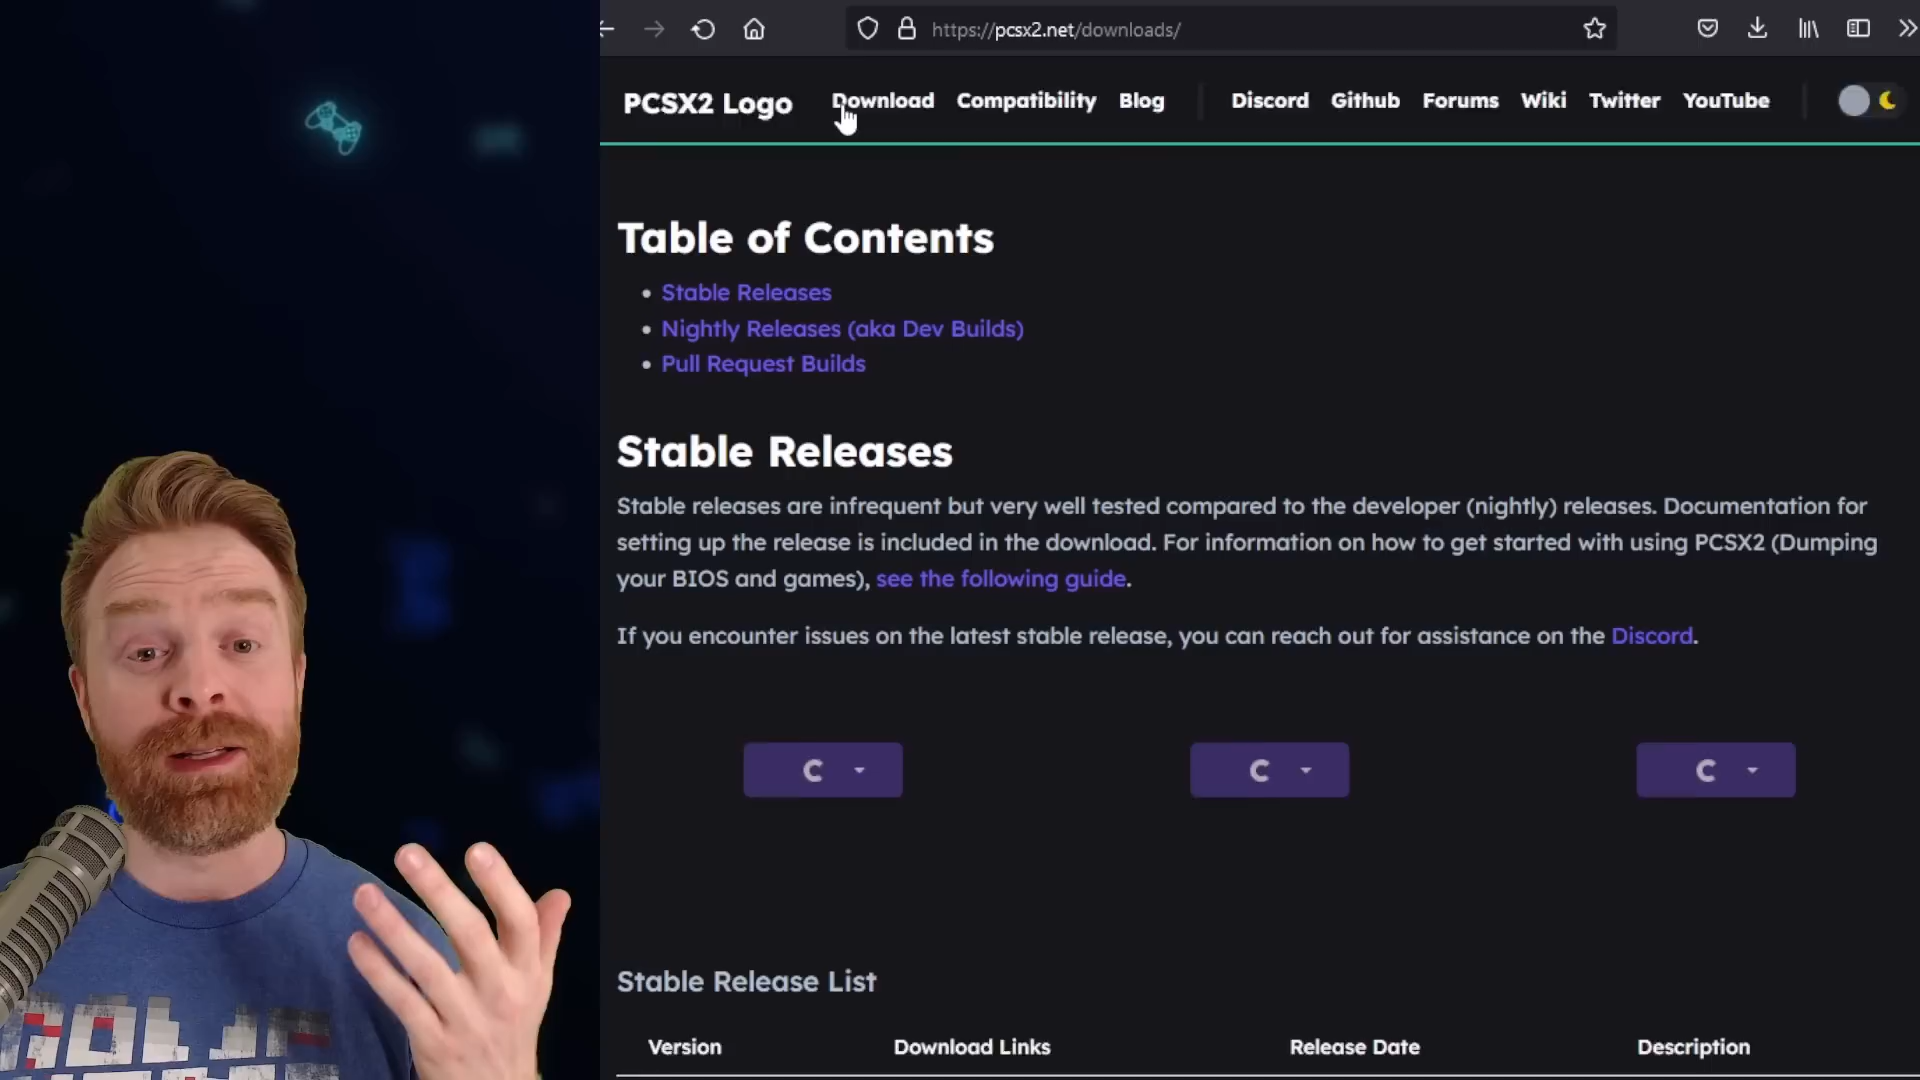 https://pcsx2.net/downloads/
PCSX2 Logo Download Compatibility Blog Discord Github Forums Wiki Twitter YouTube
Table of Contents
Stable Releases
Nightly Releases (aka Dev Builds)
Pull Request Builds
Stable Releases
Stable releases are infrequent but very well tested compared to the developer (nightly) releases. Documentation for
setting up the release is included in the download. For information on how to get started with using PCSX2 (Dumping
your BIOS and games), see the following guide.
If you encounter issues on the latest stable release, you can reach out for assistance on the Discord.
Stable Release List
Version Download Links Release Date Description